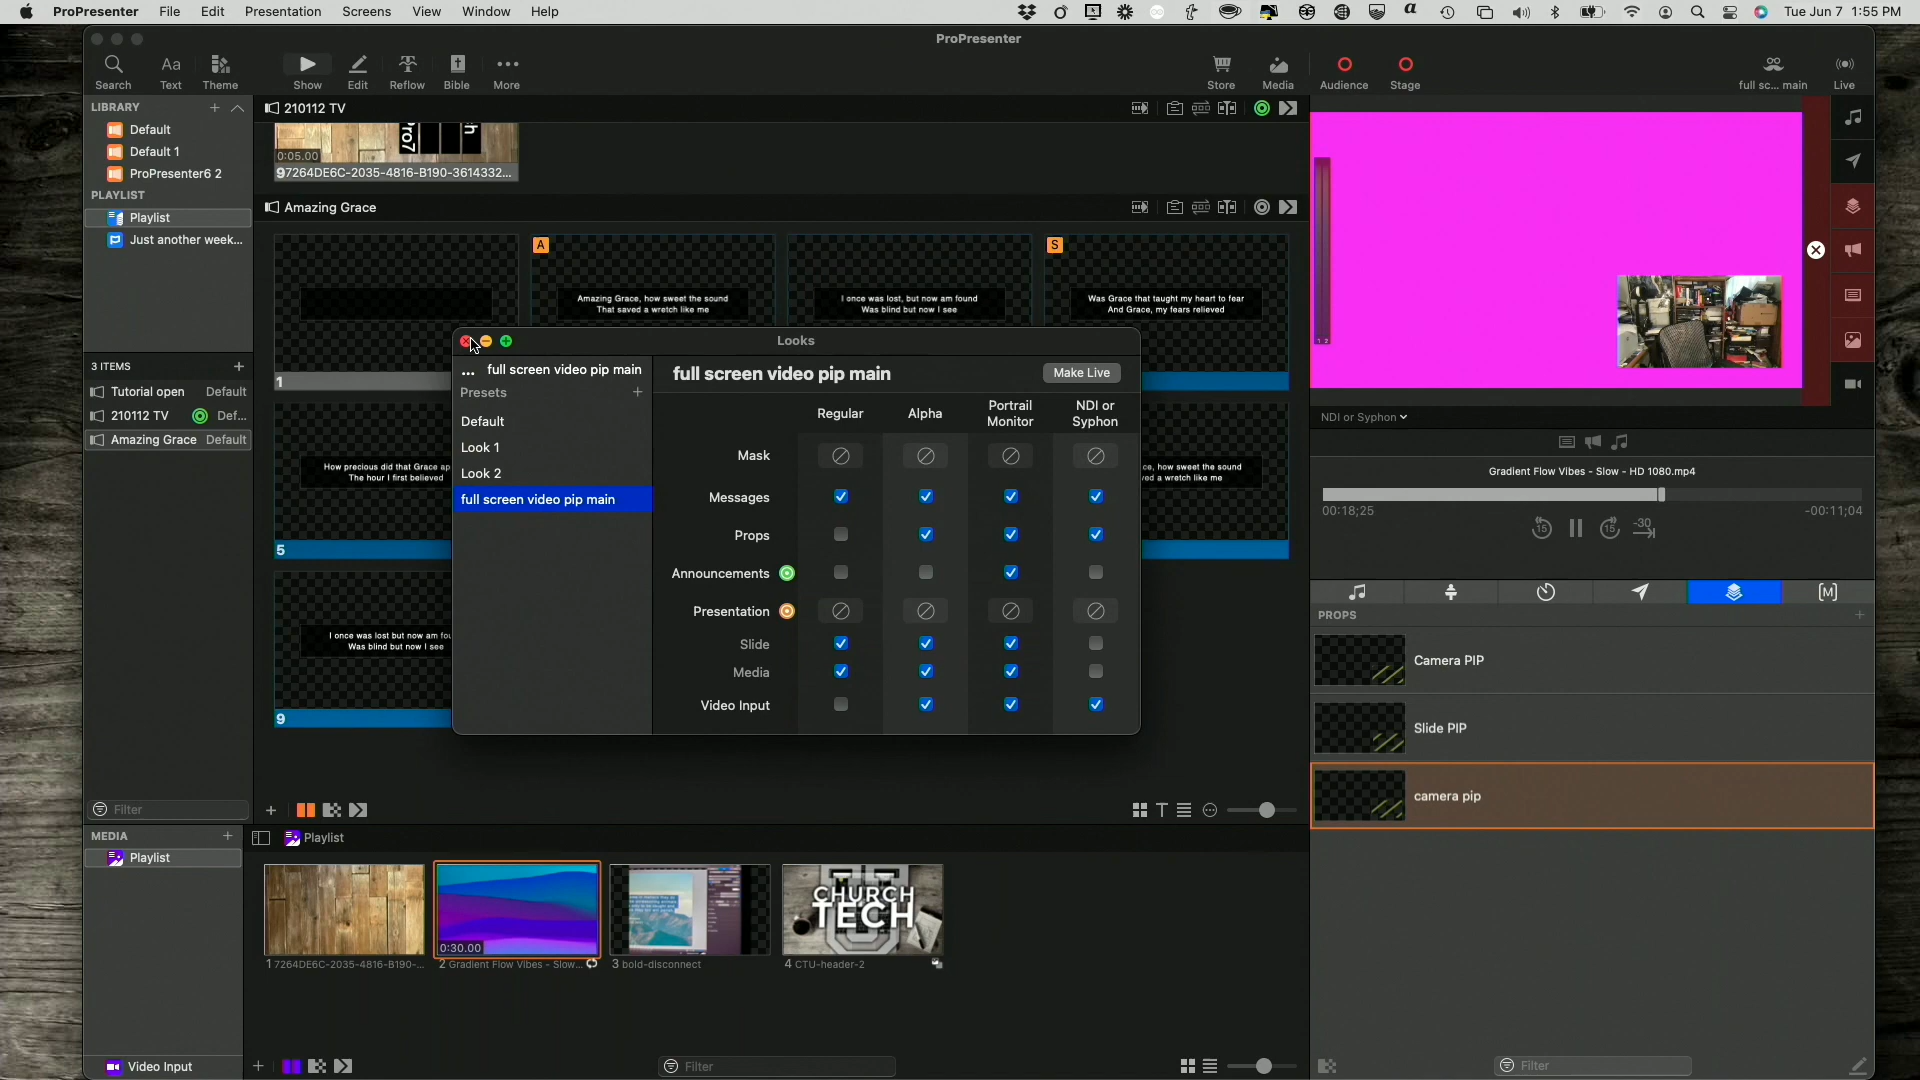 ProPresenter File Edit Presentation Screens View Window Help Tue Jun 7 1:55 PM
ProPresenter
Search Text Theme Show Edit Reflow Bible More Store Media Audience Stage full sc... main Live
LIBRARY
Default
Default 1
ProPresenter6 2
PLAYLIST
Playlist
Just another week...
3 ITEMS
Tutorial open Default
210112 TV Def...
Amazing Grace Default
Filter
210112 TV
Pro7
0:05.00
97264DE6C-2035-4816-B190-3614332...
Amazing Grace
A
S
Amazing Grace, how sweet the sound
That saved a wretch like me
I once was lost, but now am found
Was blind but now I see
Was Grace that taught my heart to fear
And Grace, my fears relieved
1
How precious did that Grace ap
The hour I first believed
ce, how sweet the sound
ved a wretch like me
5
I once was lost but now am fou
Was blind but now I see
9
Looks
... full screen video pip main
Presets
Default
Look 1
Look 2
full screen video pip main
full screen video pip main
Make Live
Regular Alpha Portrail Monitor NDI or Syphon
Mask
Messages
Props
Announcements
Presentation
Slide
Media
Video Input
1 2
NDI or Syphon
Gradient Flow Vibes - Slow - HD 1080.mp4
00:18;25 -00:11;04
15 15 -30
[M]
PROPS
Camera PIP
Slide PIP
camera pip
Filter
MEDIA
Playlist
Video Input
Playlist
0:30.00
CHURCH
TECH
1 7264DE6C-2035-4816-B190-...
2 Gradient Flow Vibes - Slow...
3 bold-disconnect
4 CTU-header-2
Filter